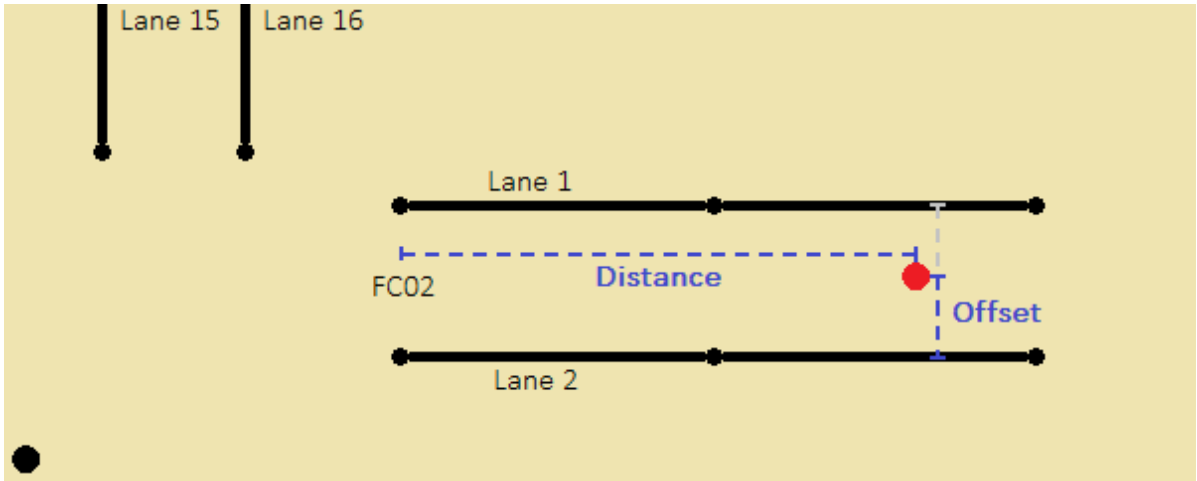 Lane 15
Lane 16
Lane 1
Distance
FC02
Offset
Lane 2